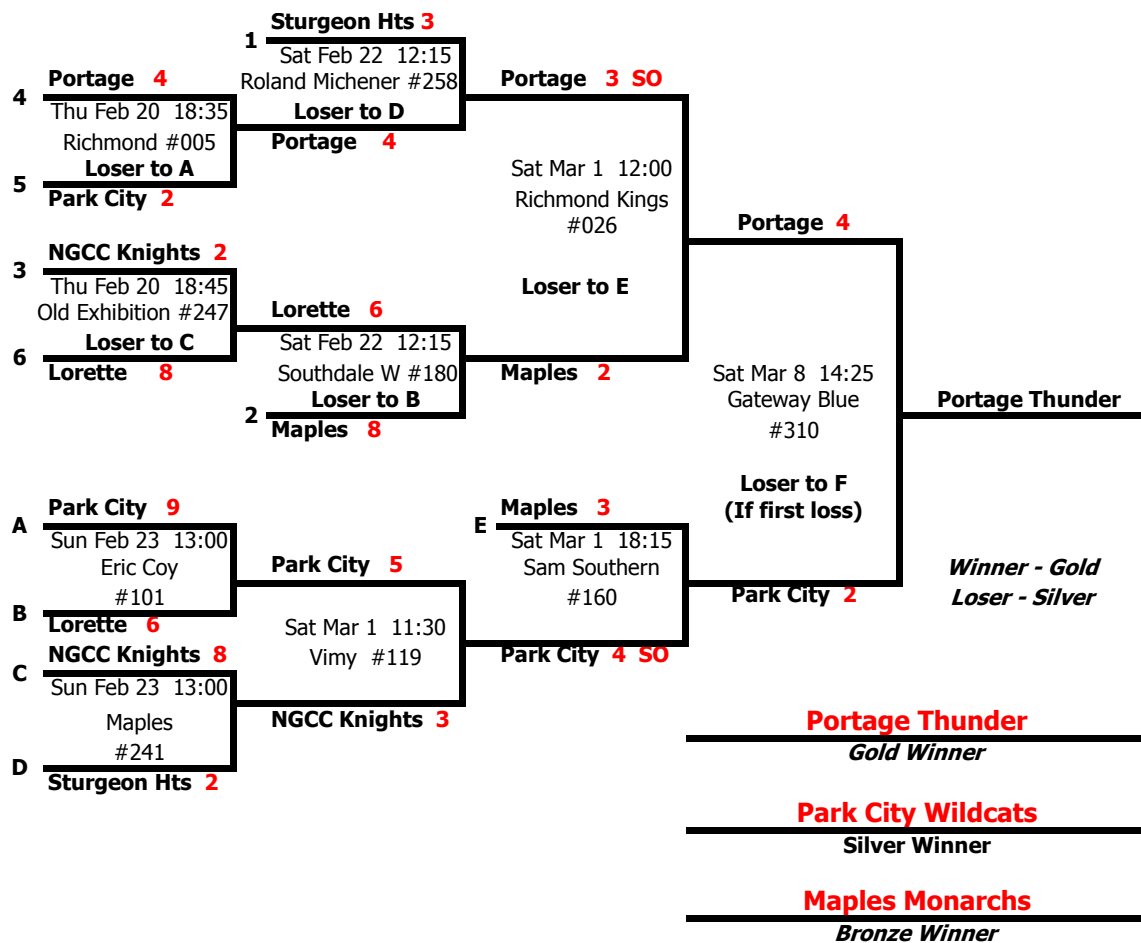 Sturgeon Hts 3
1
Sat Feb 22 12:15
Roland Michener #258
Loser to D
Portage 4
Portage 4
4
Thu Feb 20 18:35
Richmond #005
Loser to A
5
Park City 2
Portage 3 SO
Sat Mar 1 12:00
Richmond Kings
#026
Loser to E
Maples 2
NGCC Knights 2
3
Thu Feb 20 18:45
Old Exhibition #247
Loser to C
6
Lorette 8
Lorette 6
Sat Feb 22 12:15
Southdale W #180
Loser to B
2
Maples 8
Portage 4
Sat Mar 8 14:25
Gateway Blue
#310
Loser to F
(If first loss)
Park City 2
Portage Thunder
Winner - Gold
Loser - Silver
Park City 9
A
Sun Feb 23 13:00
Eric Coy
#101
B
Lorette 6
NGCC Knights 8
C
Sun Feb 23 13:00
Maples
#241
D
Sturgeon Hts 2
Park City 5
Sat Mar 1 11:30
Vimy #119
NGCC Knights 3
Maples 3
E
Sat Mar 1 18:15
Sam Southern
#160
Park City 4 SO
Portage Thunder
Gold Winner
Park City Wildcats
Silver Winner
Maples Monarchs
Bronze Winner